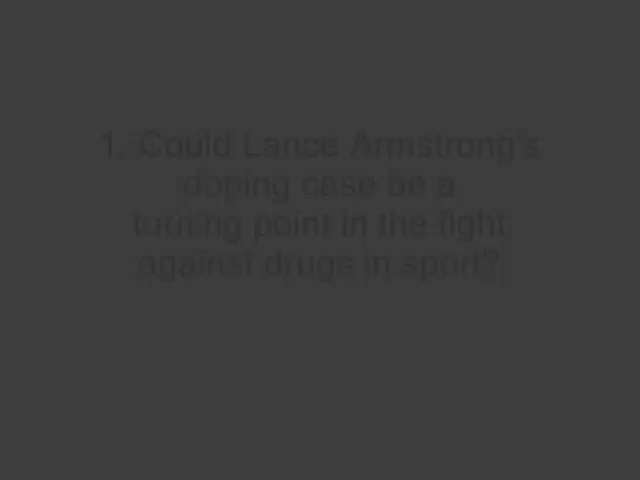 1. Could Lance Armstrong's
doping case be a
turning point in the fight
against drugs in sport?